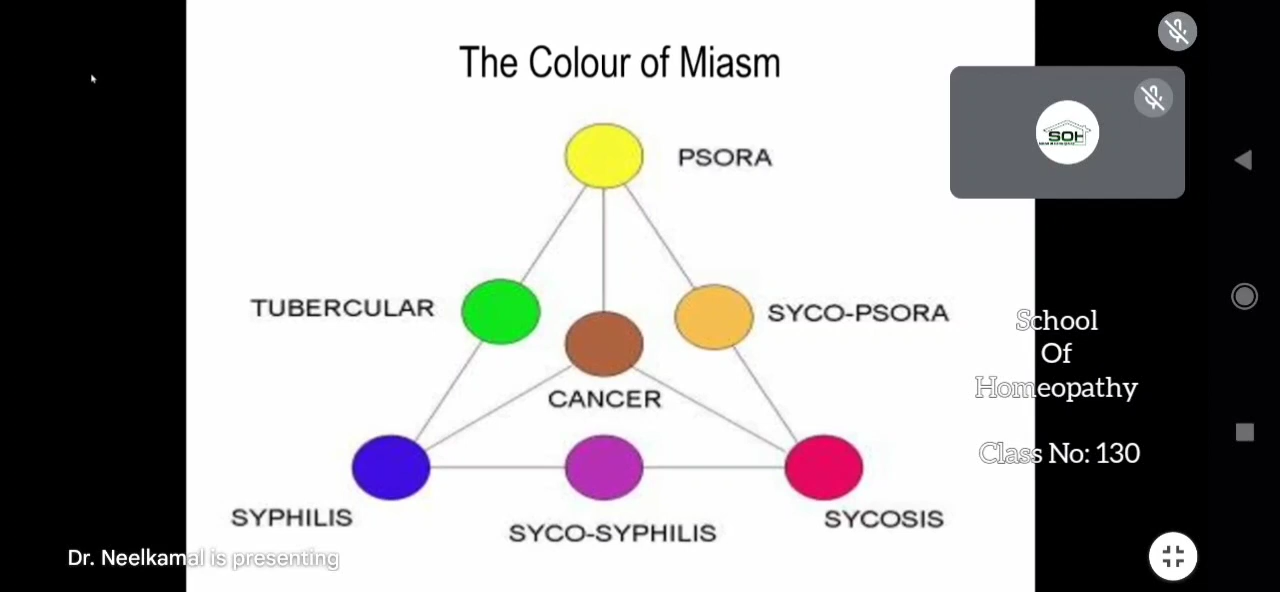 The Colour of Miasm
PSORA
SOH
TUBERCULAR
SYCO-PSORA
School
Of
Homeopathy
CANCER
Class No: 130
SYPHILIS
SYCO-SYPHILIS
SYCOSIS
Dr. Neelkamal is presenting